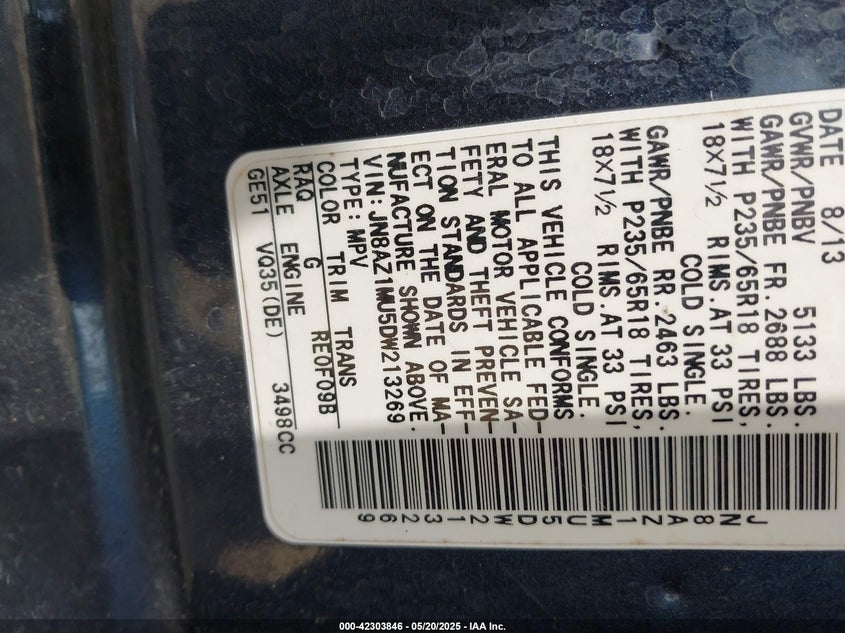 DATE 8/13
GVWR/PNBV 5133 LBS.
GAWR/PNBE FR. 2688 LBS.
WITH P235/65R18 TIRES,
18X7½ RIMS. AT 33 PSI
COLD SINGLE.
GAWR/PNBE RR. 2463 LBS.
WITH P235/65R18 TIRES,
18X7½ RIMS. AT 33 PSI
COLD SINGLE.
THIS VEHICLE CONFORMS
TO ALL APPLICABLE FED-
ERAL MOTOR VEHICLE SA-
FETY AND THEFT PREVEN-
TION STANDARDS IN EFF-
ECT ON THE DATE OF MA-
NUFACTURE SHOWN ABOVE.
VIN: JN8AZ1MU5DW213269
TYPE: MPV
COLOR TRIM TRANS
RAQ G RE0F09B
AXLE ENGINE
GE51 VQ35(DE) 3498CC
JN8AZ1MU5DW213269
000-42303846 — 05/20/2025 — IAA Inc.